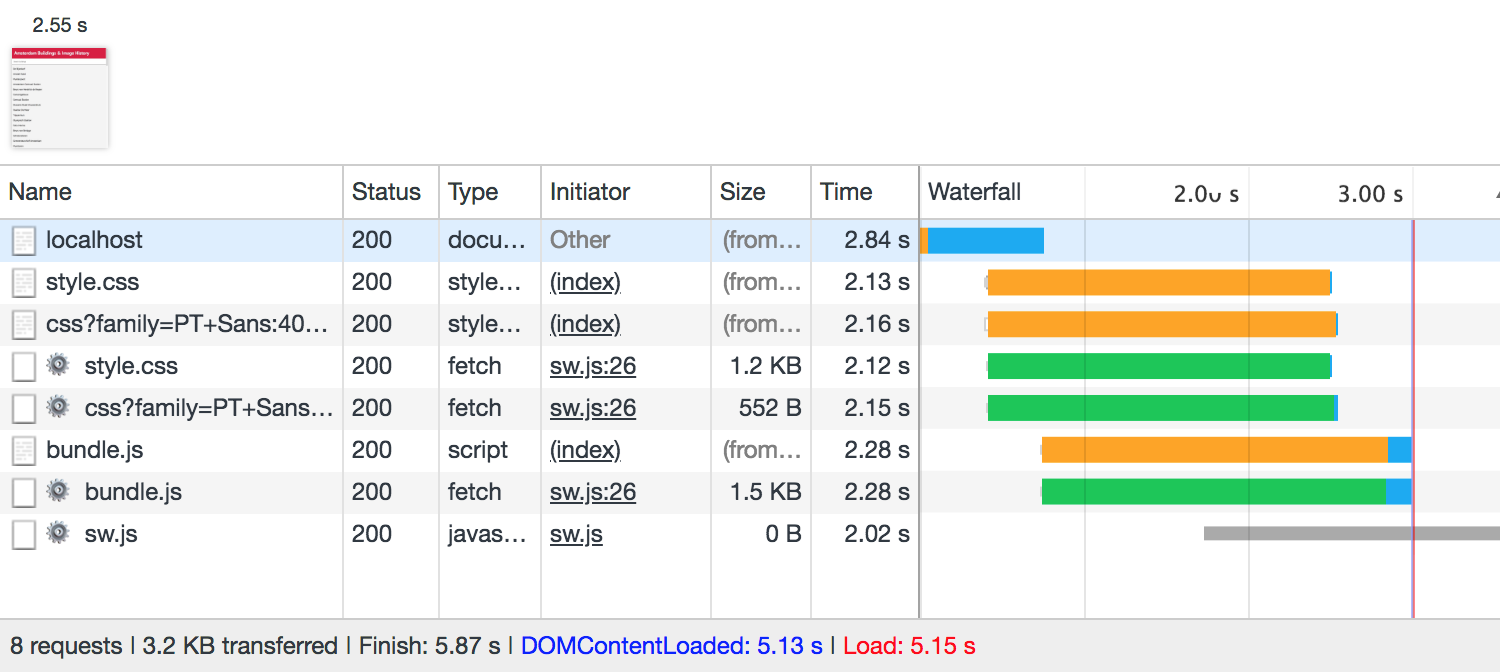 2.55 s
Amsterdam Buildings & Image History
Name Status Type Initiator Size Time Waterfall 2.00 s 3.00 s
localhost 200 docu… Other (from… 2.84 s
style.css 200 style… (index) (from… 2.13 s
css?family=PT+Sans:40… 200 style… (index) (from… 2.16 s
style.css 200 fetch sw.js:26 1.2 KB 2.12 s
css?family=PT+Sans… 200 fetch sw.js:26 552 B 2.15 s
bundle.js 200 script (index) (from… 2.28 s
bundle.js 200 fetch sw.js:26 1.5 KB 2.28 s
sw.js 200 javas… sw.js 0 B 2.02 s
8 requests | 3.2 KB transferred | Finish: 5.87 s | DOMContentLoaded: 5.13 s | Load: 5.15 s